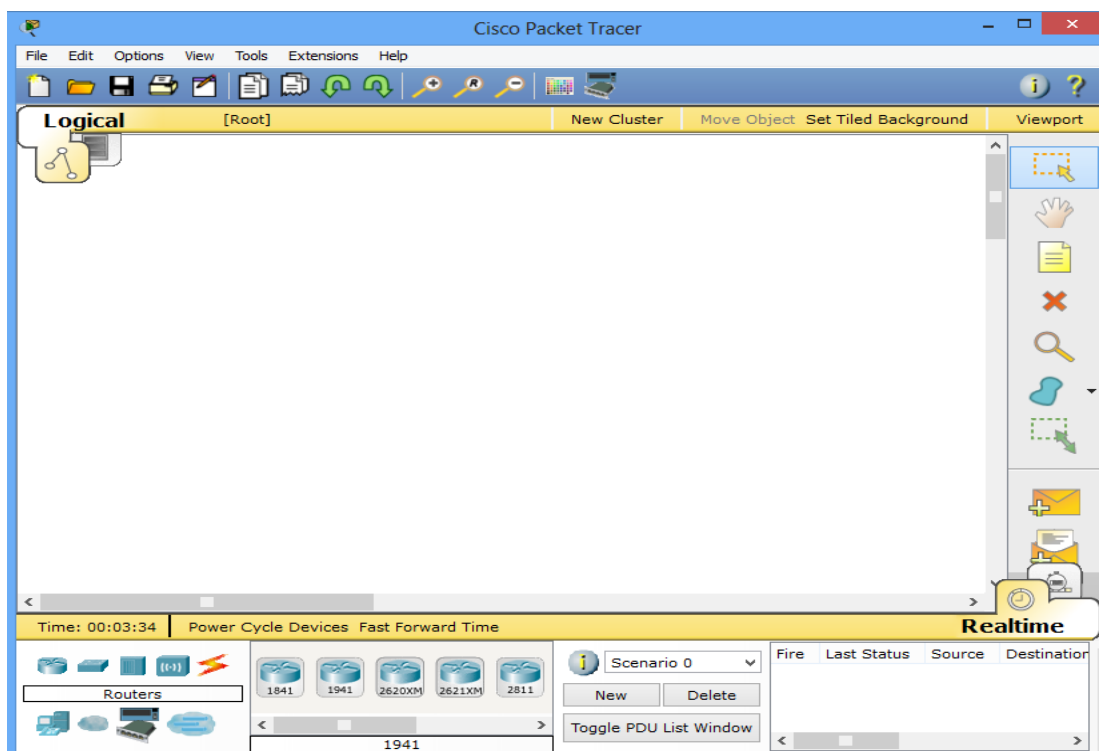 Cisco Packet Tracer
File Edit Options View Tools Extensions Help
R
i ?
Logical [Root] New Cluster Move Object Set Tiled Background Viewport
Time: 00:03:34 Power Cycle Devices Fast Forward Time Realtime
i Scenario 0
Fire Last Status Source Destination
1841 1941 2620XM 2621XM 2811
Routers
New Delete
Toggle PDU List Window
1941